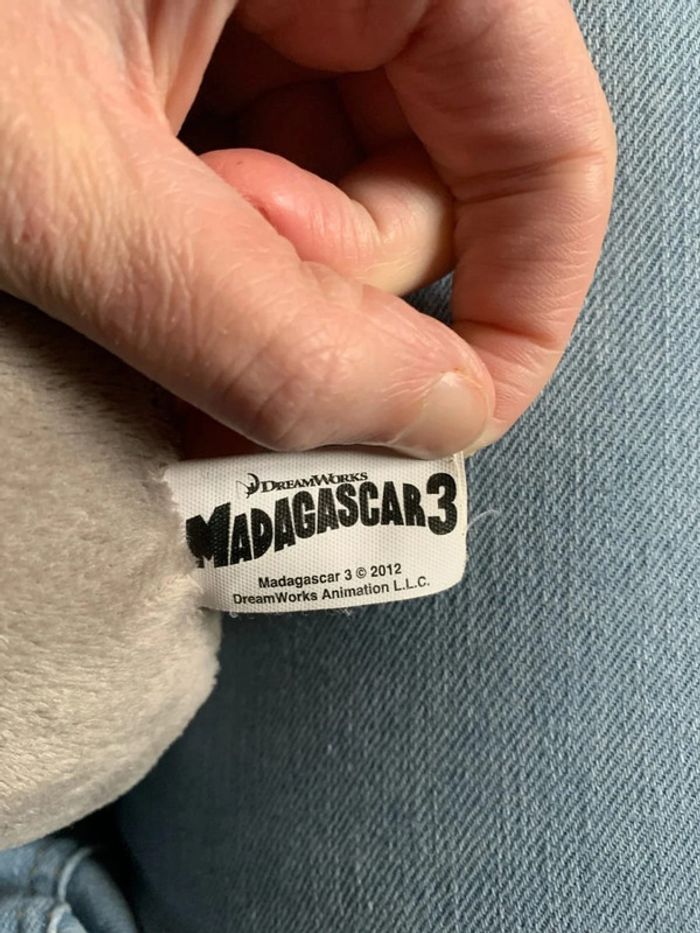 DREAMWORKS
MADAGASCAR 3
Madagascar 3 © 2012
DreamWorks Animation L.L.C.